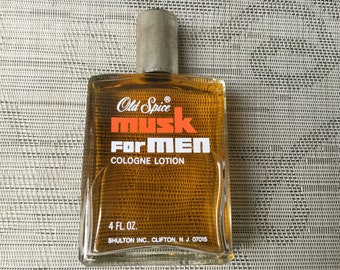 Old Spice®
musk
FOR MEN
COLOGNE LOTION
4 FL. OZ.
SHULTON INC., CLIFTON, N. J. 07015